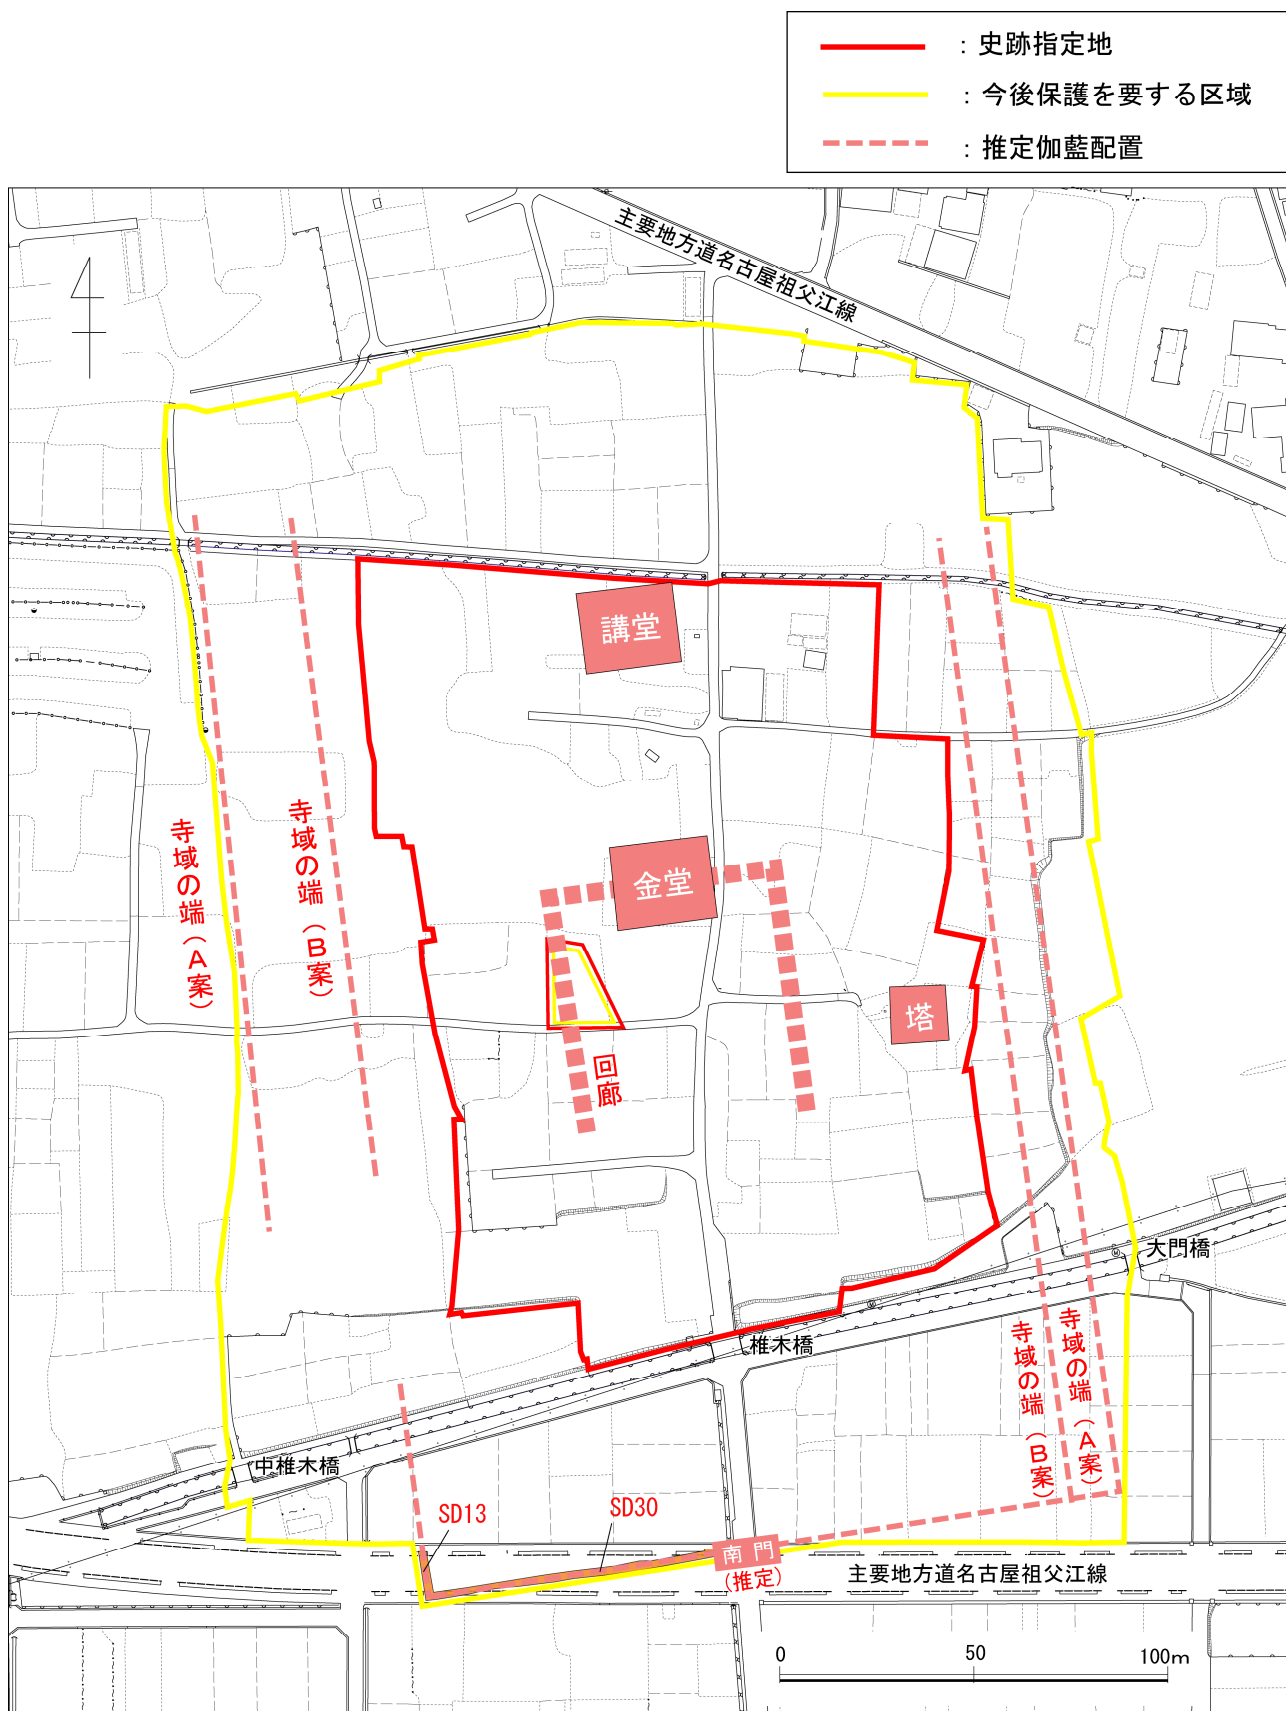 ：史跡指定地
：今後保護を要する区域
：推定伽藍配置
主要地方道名古屋祖父江線
講堂
寺域の端（A案）
寺域の端（B案）
金堂
塔
回廊
大門橋
椎木橋
寺域の端（B案）
寺域の端（A案）
中椎木橋
SD13
SD30
南門
（推定）
主要地方道名古屋祖父江線
0 50 100m